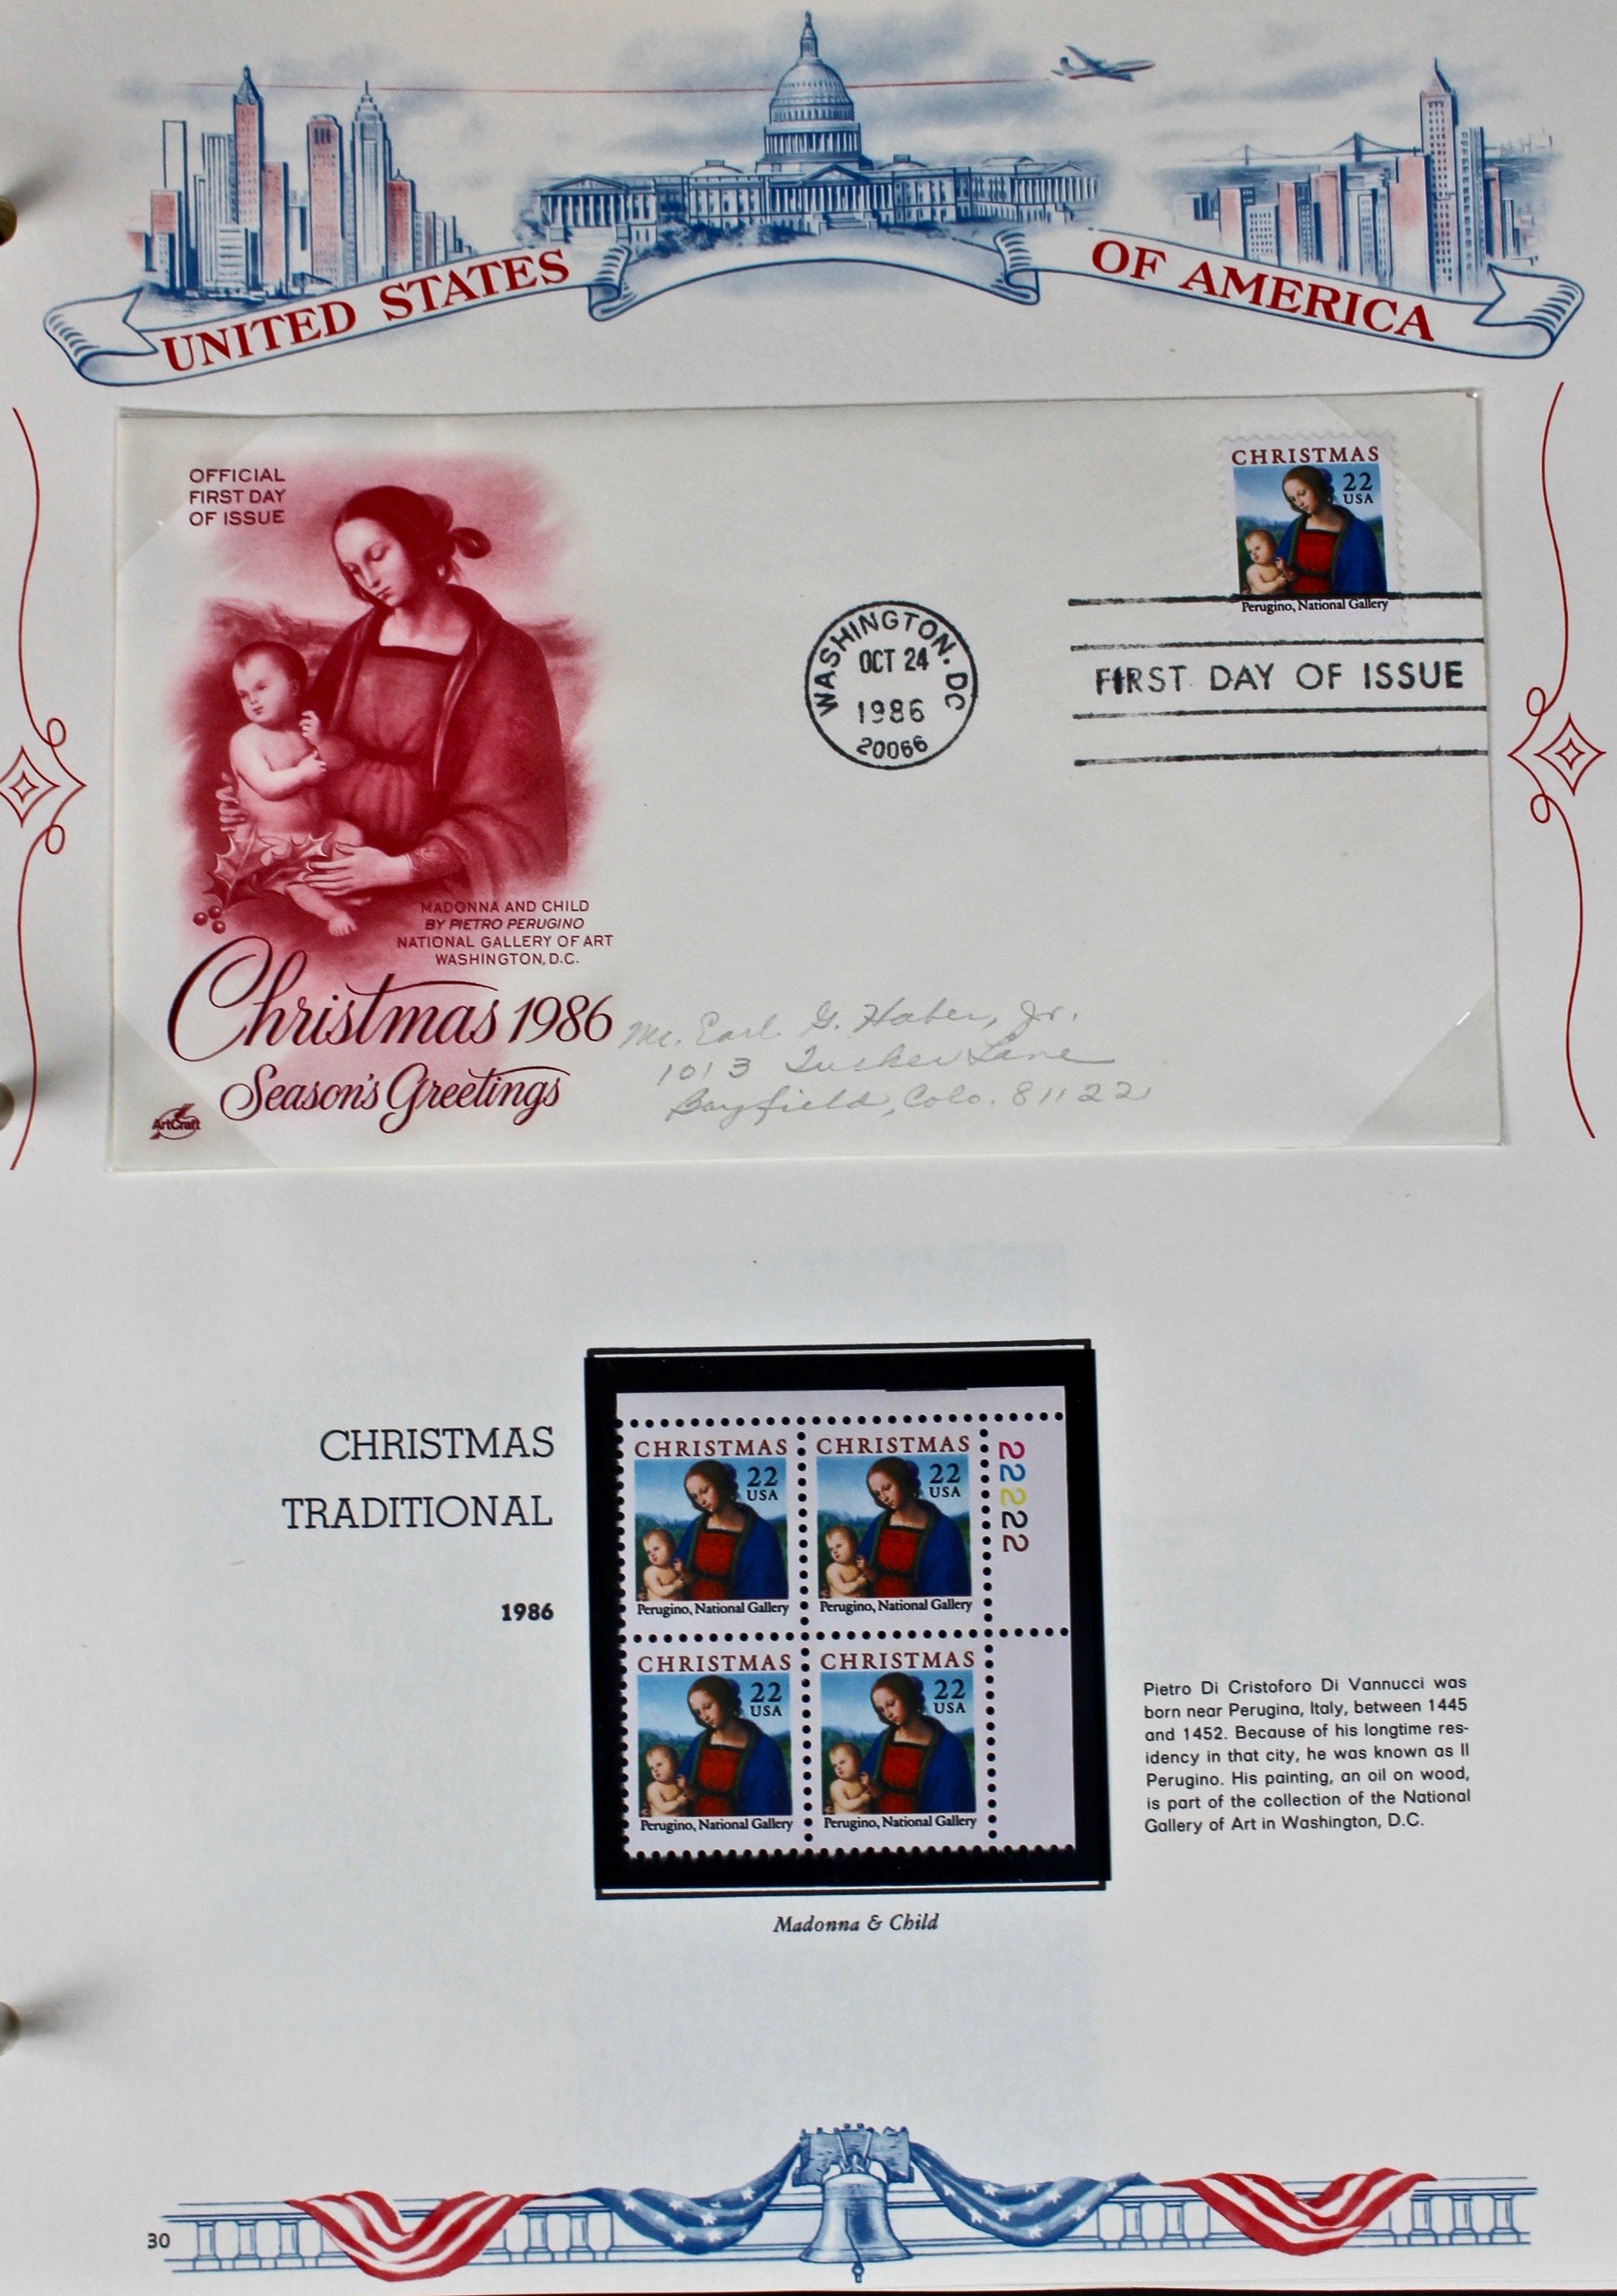 UNITED STATES OF AMERICA
OFFICIAL
FIRST DAY
OF ISSUE
CHRISTMAS
22
USA
Perugino, National Gallery
WASHINGTON, DC
OCT 24
1986
20066
FIRST DAY OF ISSUE
MADONNA AND CHILD
BY PIETRO PERUGINO
NATIONAL GALLERY OF ART
WASHINGTON, D.C.
Christmas 1986
Season's Greetings
ArtCraft
Mr. Earl G. Haber, Jr.
1013 Tucker Lane
Bayfield, Colo. 81122
CHRISTMAS
TRADITIONAL
1986
CHRISTMAS
22
USA
Perugino, National Gallery
CHRISTMAS
22
USA
Perugino, National Gallery
22222
CHRISTMAS
22
USA
Perugino, National Gallery
CHRISTMAS
22
USA
Perugino, National Gallery
Madonna & Child
Pietro Di Cristoforo Di Vannucci was
born near Perugina, Italy, between 1445
and 1452. Because of his longtime res-
idency in that city, he was known as Il
Perugino. His painting, an oil on wood,
is part of the collection of the National
Gallery of Art in Washington, D.C.
30